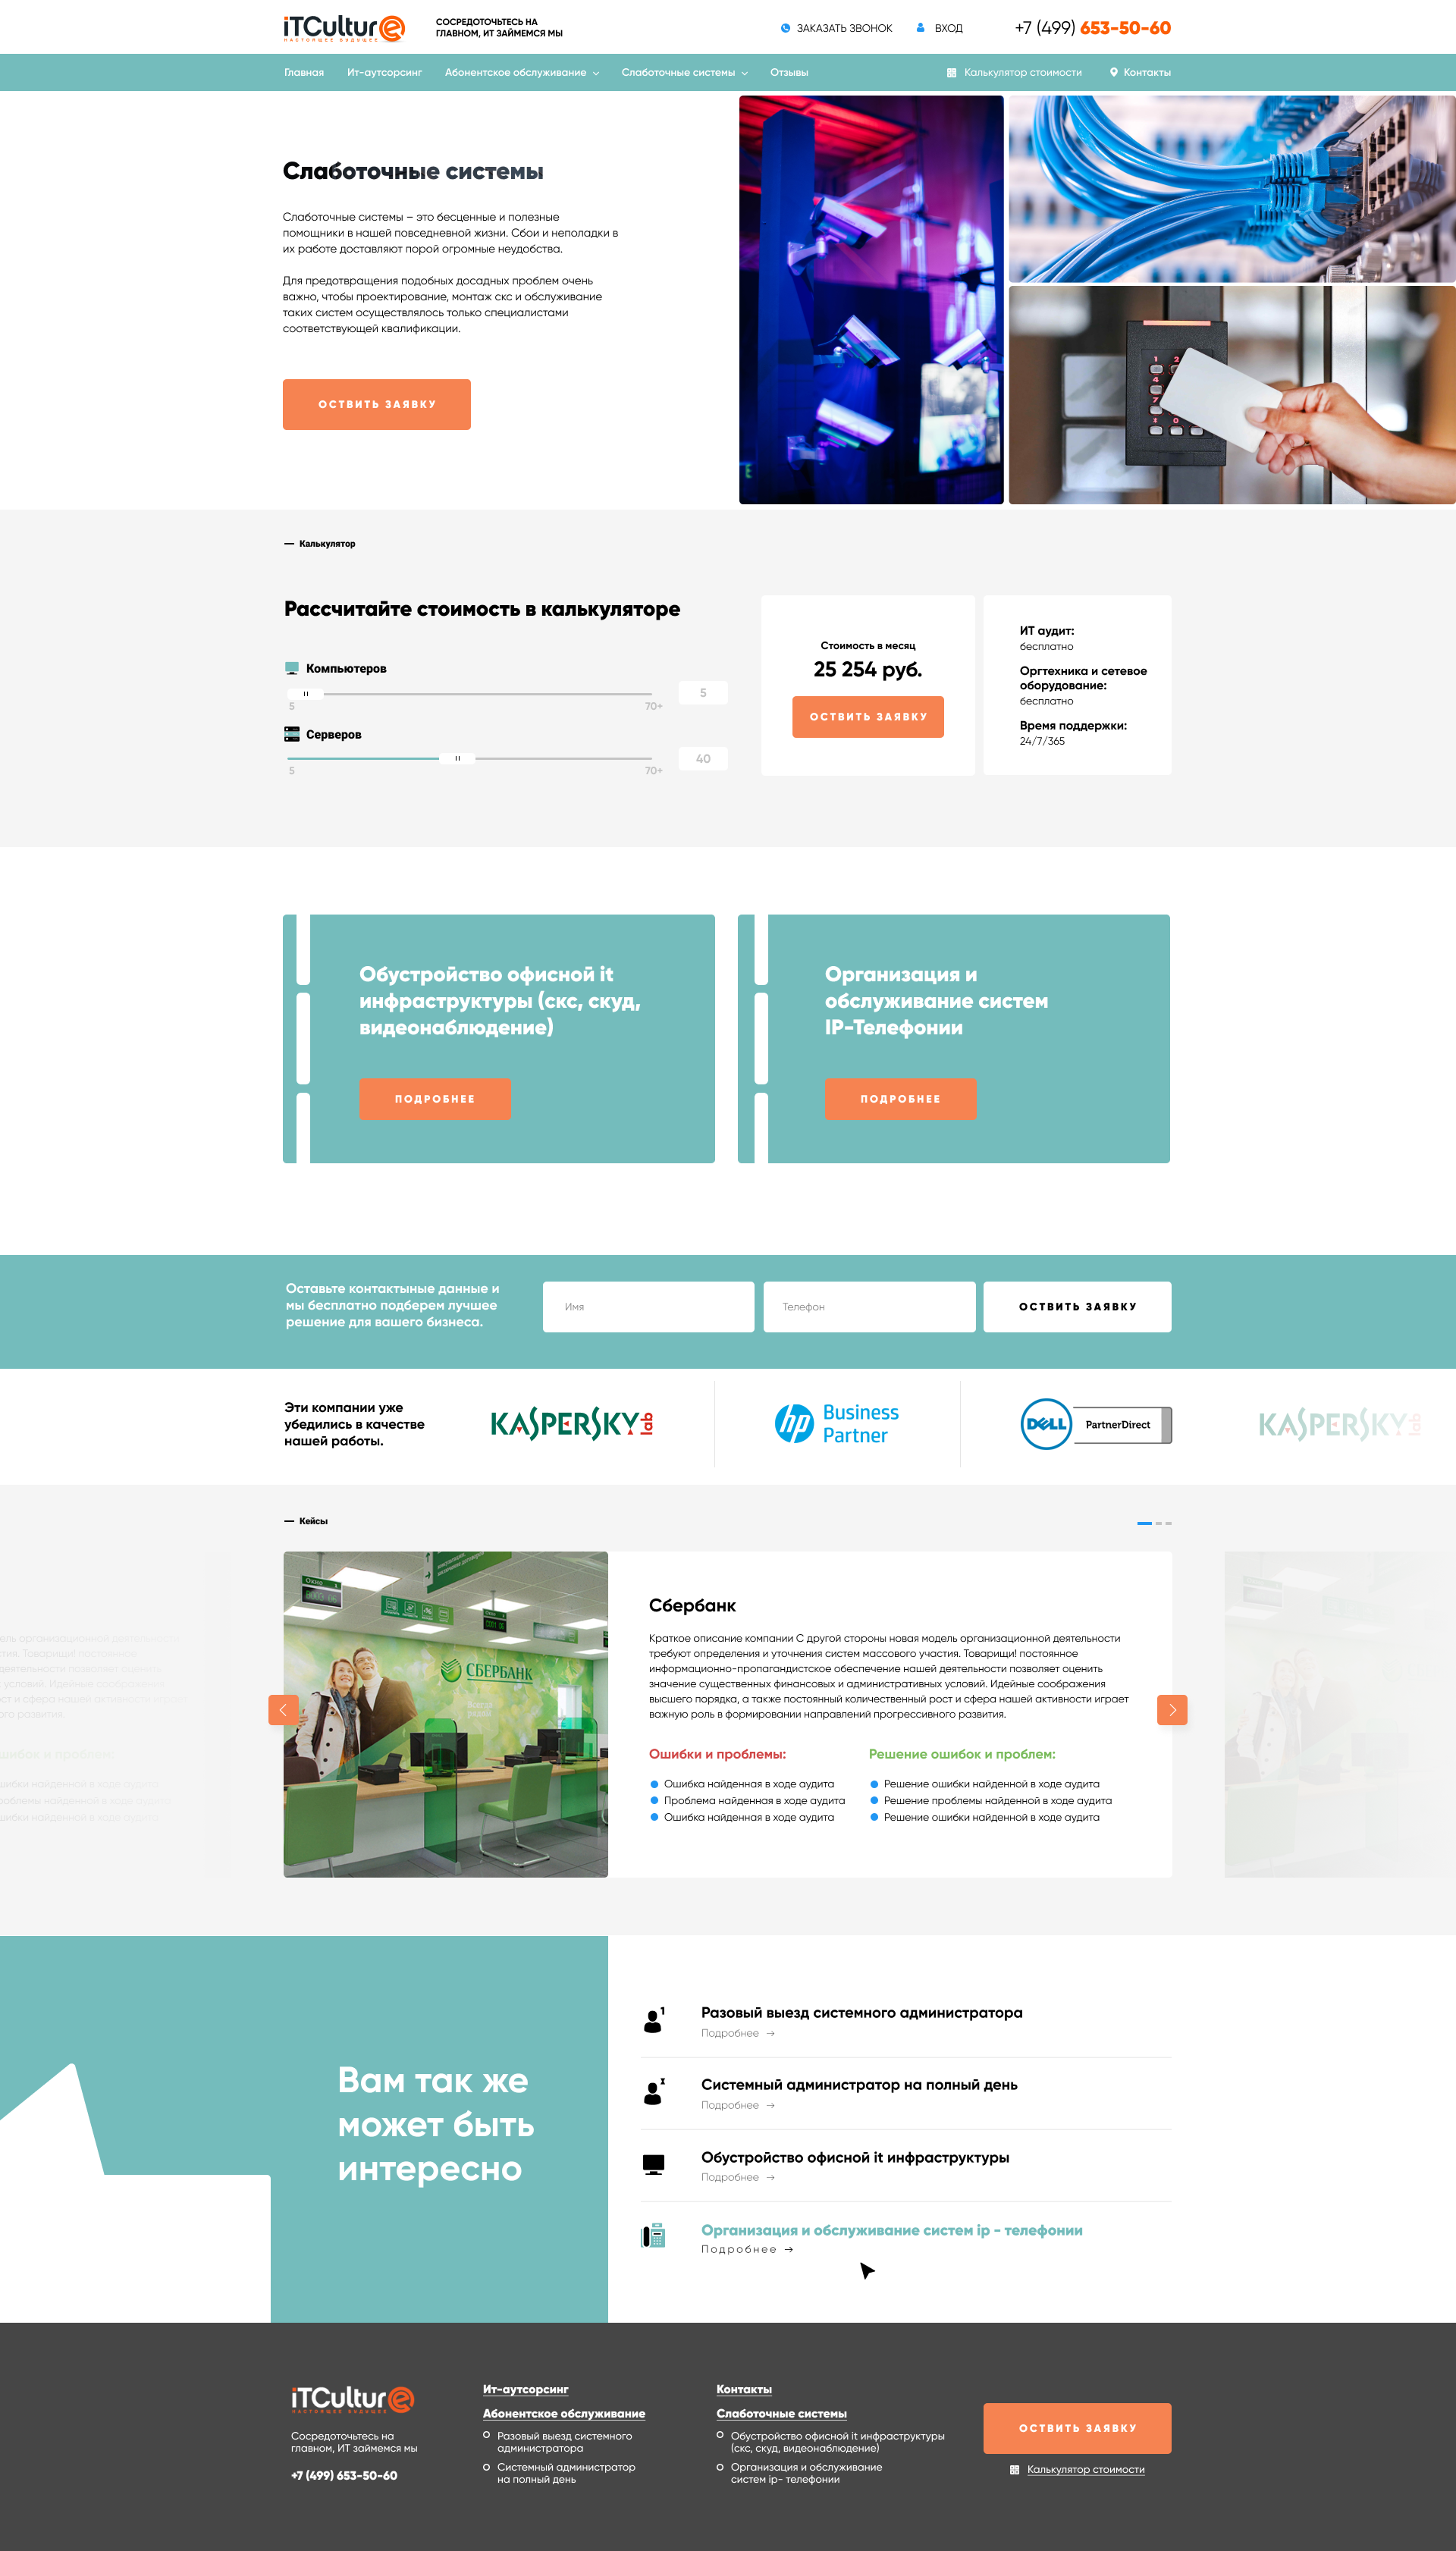 iTCulture
НАСТОЯЩЕЕ БУДУЩЕЕ
СОСРЕДОТОЧЬТЕСЬ НА
ГЛАВНОМ, ИТ ЗАЙМЕМСЯ МЫ
ЗАКАЗАТЬ ЗВОНОК
ВХОД
+7 (499) 653-50-60
Главная
Ит-аутсорсинг
Абонентское обслуживание
Слаботочные системы
Отзывы
Калькулятор стоимости
Контакты
Слаботочные системы
Слаботочные системы – это бесценные и полезные
помощники в нашей повседневной жизни. Сбои и неполадки в
их работе доставляют порой огромные неудобства.
Для предотвращения подобных досадных проблем очень
важно, чтобы проектирование, монтаж скс и обслуживание
таких систем осуществлялось только специалистами
соответствующей квалификации.
ОСТВИТЬ ЗАЯВКУ
Калькулятор
Рассчитайте стоимость в калькуляторе
Компьютеров
5
70+
5
Серверов
5
70+
40
Стоимость в месяц
25 254 руб.
ОСТВИТЬ ЗАЯВКУ
ИТ аудит:
бесплатно
Оргтехника и сетевое
оборудование:
бесплатно
Время поддержки:
24/7/365
Обустройство офисной it
инфраструктуры (скс, скуд,
видеонаблюдение)
ПОДРОБНЕЕ
Организация и
обслуживание систем
IP-Телефонии
ПОДРОБНЕЕ
Оставьте контактыные данные и
мы бесплатно подберем лучшее
решение для вашего бизнеса.
Имя
Телефон
ОСТВИТЬ ЗАЯВКУ
Эти компании уже
убедились в качестве
нашей работы.
KASPERSKY lab
hp Business
Partner
DELL PartnerDirect
KASPERSKY lab
Кейсы
СБЕРБАНК
Сбербанк
Краткое описание компании С другой стороны новая модель организационной деятельности
требуют определения и уточнения систем массового участия. Товарищи! постоянное
информационно-пропагандистское обеспечение нашей деятельности позволяет оценить
значение существенных финансовых и административных условий. Идейные соображения
высшего порядка, а также постоянный количественный рост и сфера нашей активности играет
важную роль в формировании направлений прогрессивного развития.
Ошибки и проблемы:
Ошибка найденная в ходе аудита
Проблема найденная в ходе аудита
Ошибка найденная в ходе аудита
Решение ошибок и проблем:
Решение ошибки найденной в ходе аудита
Решение проблемы найденной в ходе аудита
Решение ошибки найденной в ходе аудита
Вам так же
может быть
интересно
1
Разовый выезд системного администратора
Подробнее →
Системный администратор на полный день
Подробнее →
Обустройство офисной it инфраструктуры
Подробнее →
Организация и обслуживание систем ip - телефонии
Подробнее →
iTCulture
НАСТОЯЩЕЕ БУДУЩЕЕ
Сосредоточьтесь на
главном, ИТ займемся мы
+7 (499) 653-50-60
Ит-аутсорсинг
Абонентское обслуживание
Разовый выезд системного
администратора
Системный администратор
на полный день
Контакты
Слаботочные системы
Обустройство офисной it инфраструктуры
(скс, скуд, видеонаблюдение)
Организация и обслуживание
систем ip- телефонии
ОСТВИТЬ ЗАЯВКУ
Калькулятор стоимости